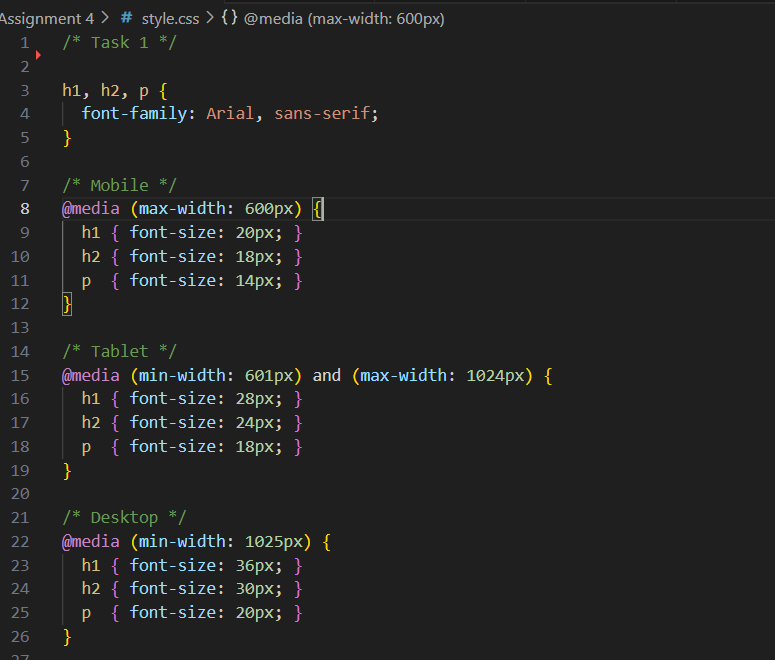 Assignment 4 > # style.css > {} @media (max-width: 600px)
1 /* Task 1 */
2
3 h1, h2, p {
4   font-family: Arial, sans-serif;
5 }
6
7 /* Mobile */
8 @media (max-width: 600px) {
9   h1 { font-size: 20px; }
10   h2 { font-size: 18px; }
11   p  { font-size: 14px; }
12 }
13
14 /* Tablet */
15 @media (min-width: 601px) and (max-width: 1024px) {
16   h1 { font-size: 28px; }
17   h2 { font-size: 24px; }
18   p  { font-size: 18px; }
19 }
20
21 /* Desktop */
22 @media (min-width: 1025px) {
23   h1 { font-size: 36px; }
24   h2 { font-size: 30px; }
25   p  { font-size: 20px; }
26 }
27